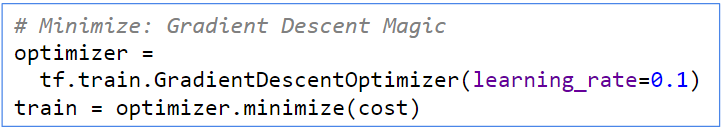 # Minimize: Gradient Descent Magic
optimizer =
  tf.train.GradientDescentOptimizer(learning_rate=0.1)
train = optimizer.minimize(cost)